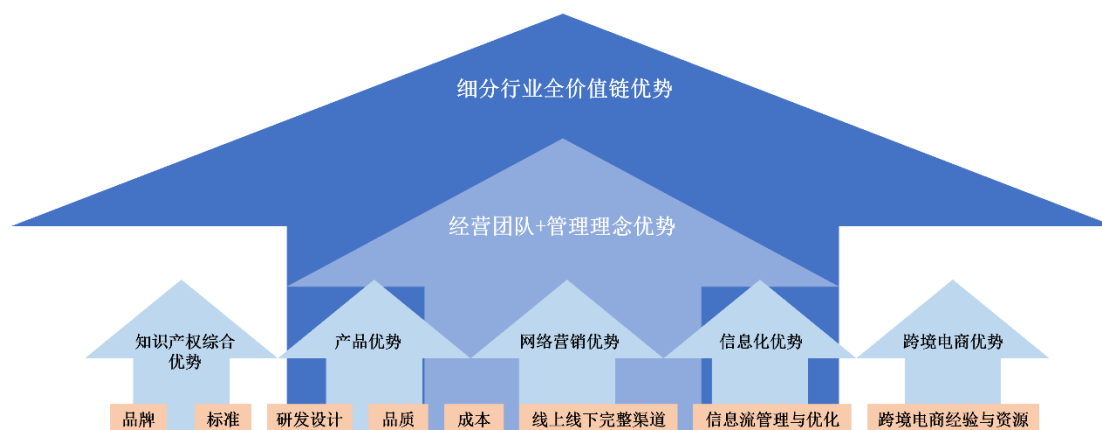 细分行业全价值链优势
经营团队+管理理念优势
知识产权综合
优势
产品优势
网络营销优势
信息化优势
跨境电商优势
品牌
标准
研发设计
品质
成本
线上线下完整渠道
信息流管理与优化
跨境电商经验与资源